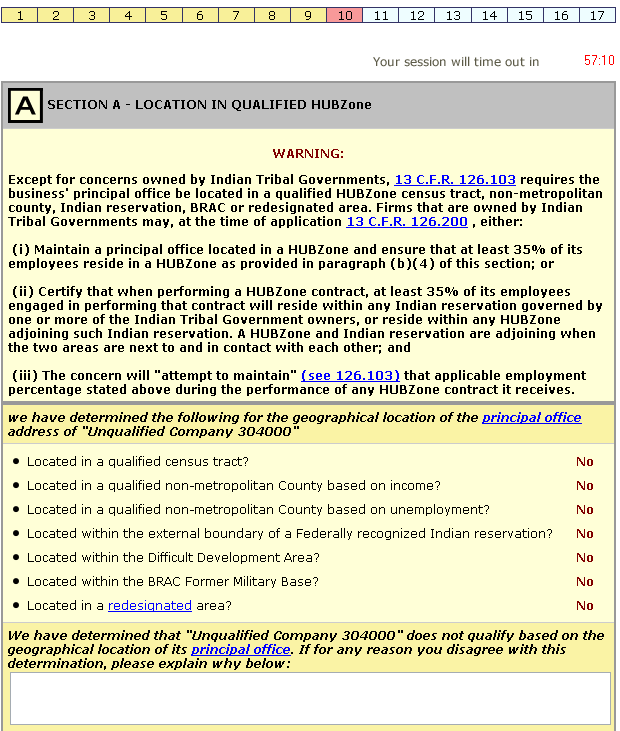 1 2 3 4 5 6 7 8 9 10 11 12 13 14 15 16 17
Your session will time out in 57:10
A SECTION A - LOCATION IN QUALIFIED HUBZone
WARNING:
Except for concerns owned by Indian Tribal Governments, 13 C.F.R. 126.103 requires the
business' principal office be located in a qualified HUBZone census tract, non-metropolitan
county, Indian reservation, BRAC or redesignated area. Firms that are owned by Indian
Tribal Governments may, at the time of application 13 C.F.R. 126.200 , either:
(i) Maintain a principal office located in a HUBZone and ensure that at least 35% of its
employees reside in a HUBZone as provided in paragraph (b)(4) of this section; or
(ii) Certify that when performing a HUBZone contract, at least 35% of its employees
engaged in performing that contract will reside within any Indian reservation governed by
one or more of the Indian Tribal Government owners, or reside within any HUBZone
adjoining such Indian reservation. A HUBZone and Indian reservation are adjoining when
the two areas are next to and in contact with each other; and
(iii) The concern will "attempt to maintain" (see 126.103) that applicable employment
percentage stated above during the performance of any HUBZone contract it receives.
we have determined the following for the geographical location of the principal office
address of "Unqualified Company 304000"
• Located in a qualified census tract? No
• Located in a qualified non-metropolitan County based on income? No
• Located in a qualified non-metropolitan County based on unemployment? No
• Located within the external boundary of a Federally recognized Indian reservation? No
• Located within the Difficult Development Area? No
• Located within the BRAC Former Military Base? No
• Located in a redesignated area? No
We have determined that "Unqualified Company 304000" does not qualify based on the
geographical location of its principal office. If for any reason you disagree with this
determination, please explain why below: